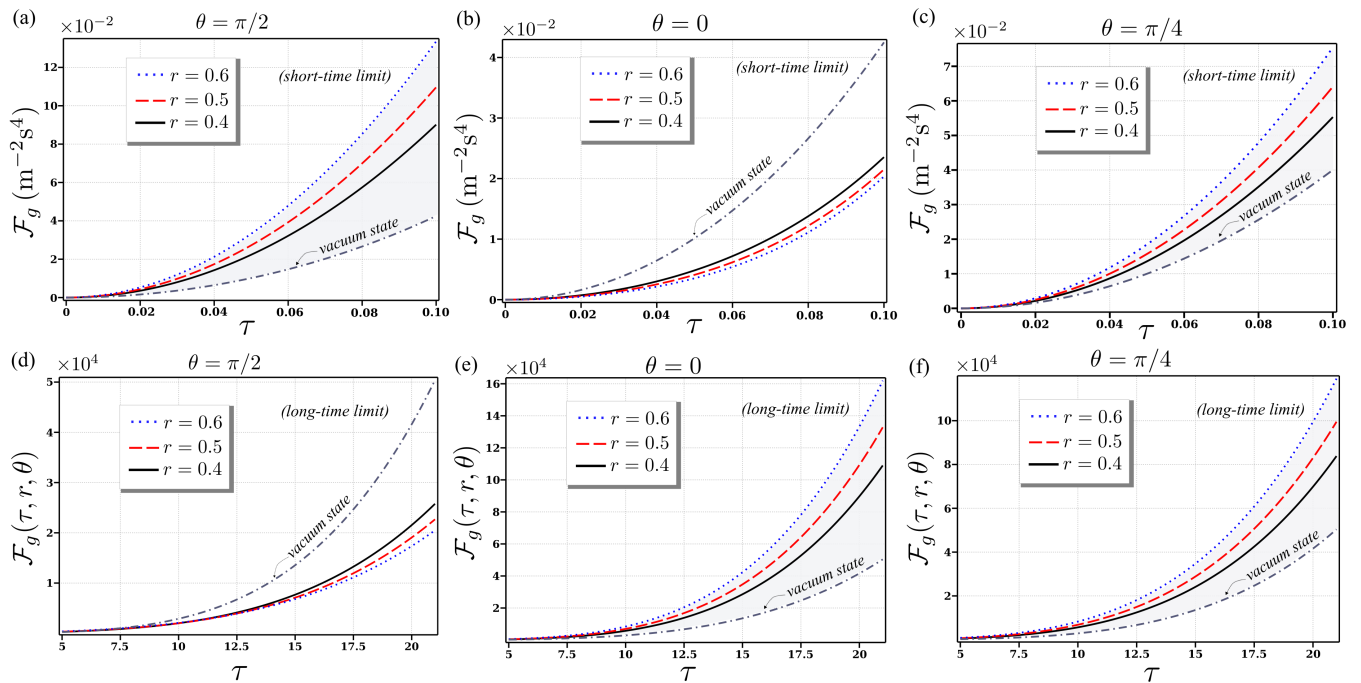 (a)
×10⁻²
θ = π/2
r = 0.6
r = 0.5
r = 0.4
(short-time limit)
vacuum state
12
10
8
6
4
2
0
0
0.02
0.04
0.06
0.08
0.10
ℱg (m⁻²s⁴)
τ
(b)
×10⁻²
θ = 0
r = 0.6
r = 0.5
r = 0.4
(short-time limit)
vacuum state
4
3
2
1
0
0
0.02
0.04
0.06
0.08
0.10
ℱg (m⁻²s⁴)
τ
(c)
×10⁻²
θ = π/4
r = 0.6
r = 0.5
r = 0.4
(short-time limit)
vacuum state
7
6
5
4
3
2
1
0
0
0.02
0.04
0.06
0.08
0.10
ℱg (m⁻²s⁴)
τ
(d)
×10⁴
θ = π/2
r = 0.6
r = 0.5
r = 0.4
(long-time limit)
vacuum state
5
4
3
2
1
5
7.5
10
12.5
15
17.5
20
ℱg(τ, r, θ)
τ
(e)
×10⁴
θ = 0
r = 0.6
r = 0.5
r = 0.4
(long-time limit)
vacuum state
16
14
12
10
8
6
4
2
5
7.5
10
12.5
15
17.5
20
ℱg(τ, r, θ)
τ
(f)
×10⁴
θ = π/4
r = 0.6
r = 0.5
r = 0.4
(long-time limit)
vacuum state
10
8
6
4
2
5
7.5
10
12.5
15
17.5
20
ℱg(τ, r, θ)
τ